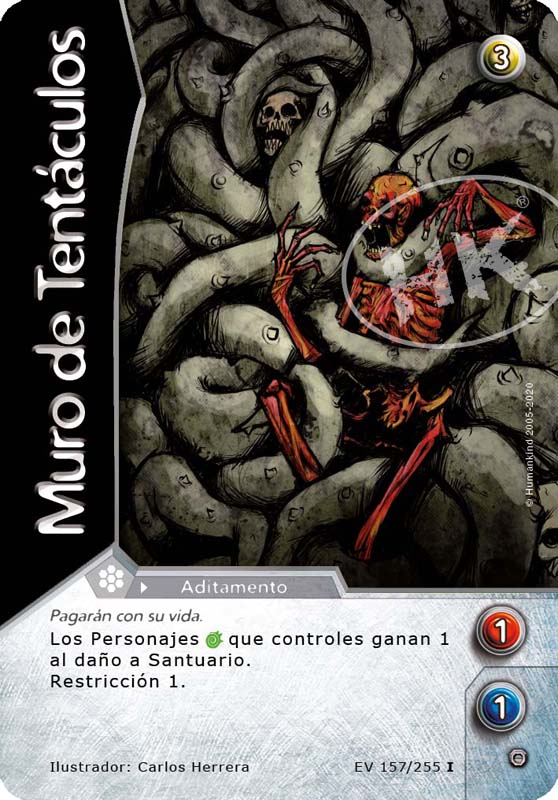 Muro de Tentáculos
3
HK
®
© Humankind 2005-2020
Aditamento
Pagarán con su vida.
Los Personajes que controles ganan 1
al daño a Santuario.
Restricción 1.
1
1
Ilustrador: Carlos Herrera
EV 157/255 I